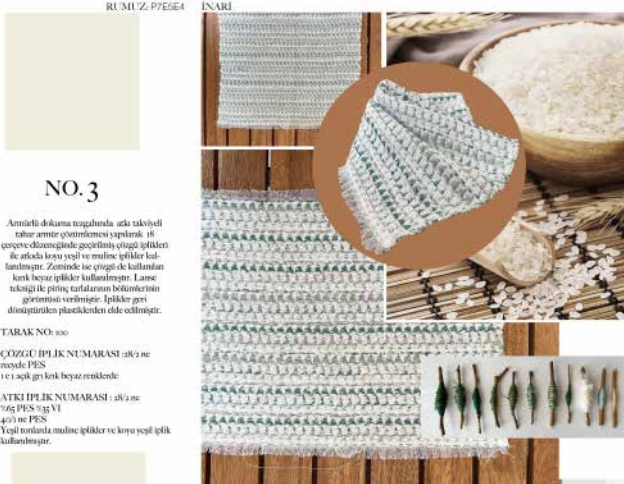 RUMUZ: P7E5E4 İNARİ
NO. 3
Armürlü dokuma tezgahında atkı takviyeli
tahar armür çözümlemesi yapılarak 18
çerçeve düzeneğinde geçirilmiş çözgü iplikleri
ile atkıda koyu yeşil ve muline iplikler kul-
lanılmıştır. Zeminde ise çözgü de kullanılan
kırık beyaz iplikler kullanılmıştır. Lanse
tekniği ile pirinç tarlalarının bölümlerinin
görüntüsü verilmiştir. İplikler geri
dönüştürülen plastiklerden elde edilmiştir.
TARAK NO: 100
ÇÖZGÜ İPLİK NUMARASI :28/2 ne
recyde PES
1 e 1 açık gri kırık beyaz renklerde
ATKI İPLİK NUMARASI : 28/2 ne
%65 PES %35 VI
40/1 ne PES
Yeşil tonlarda muline iplikler ve koyu yeşil iplik
kullanılmıştır.